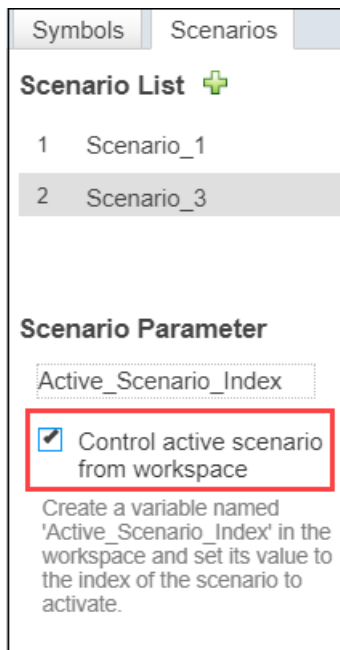 Symbols Scenarios
Scenario List
1 Scenario_1
2 Scenario_3
Scenario Parameter
Active_Scenario_Index
Control active scenario
from workspace
Create a variable named
'Active_Scenario_Index' in the
workspace and set its value to
the index of the scenario to
activate.